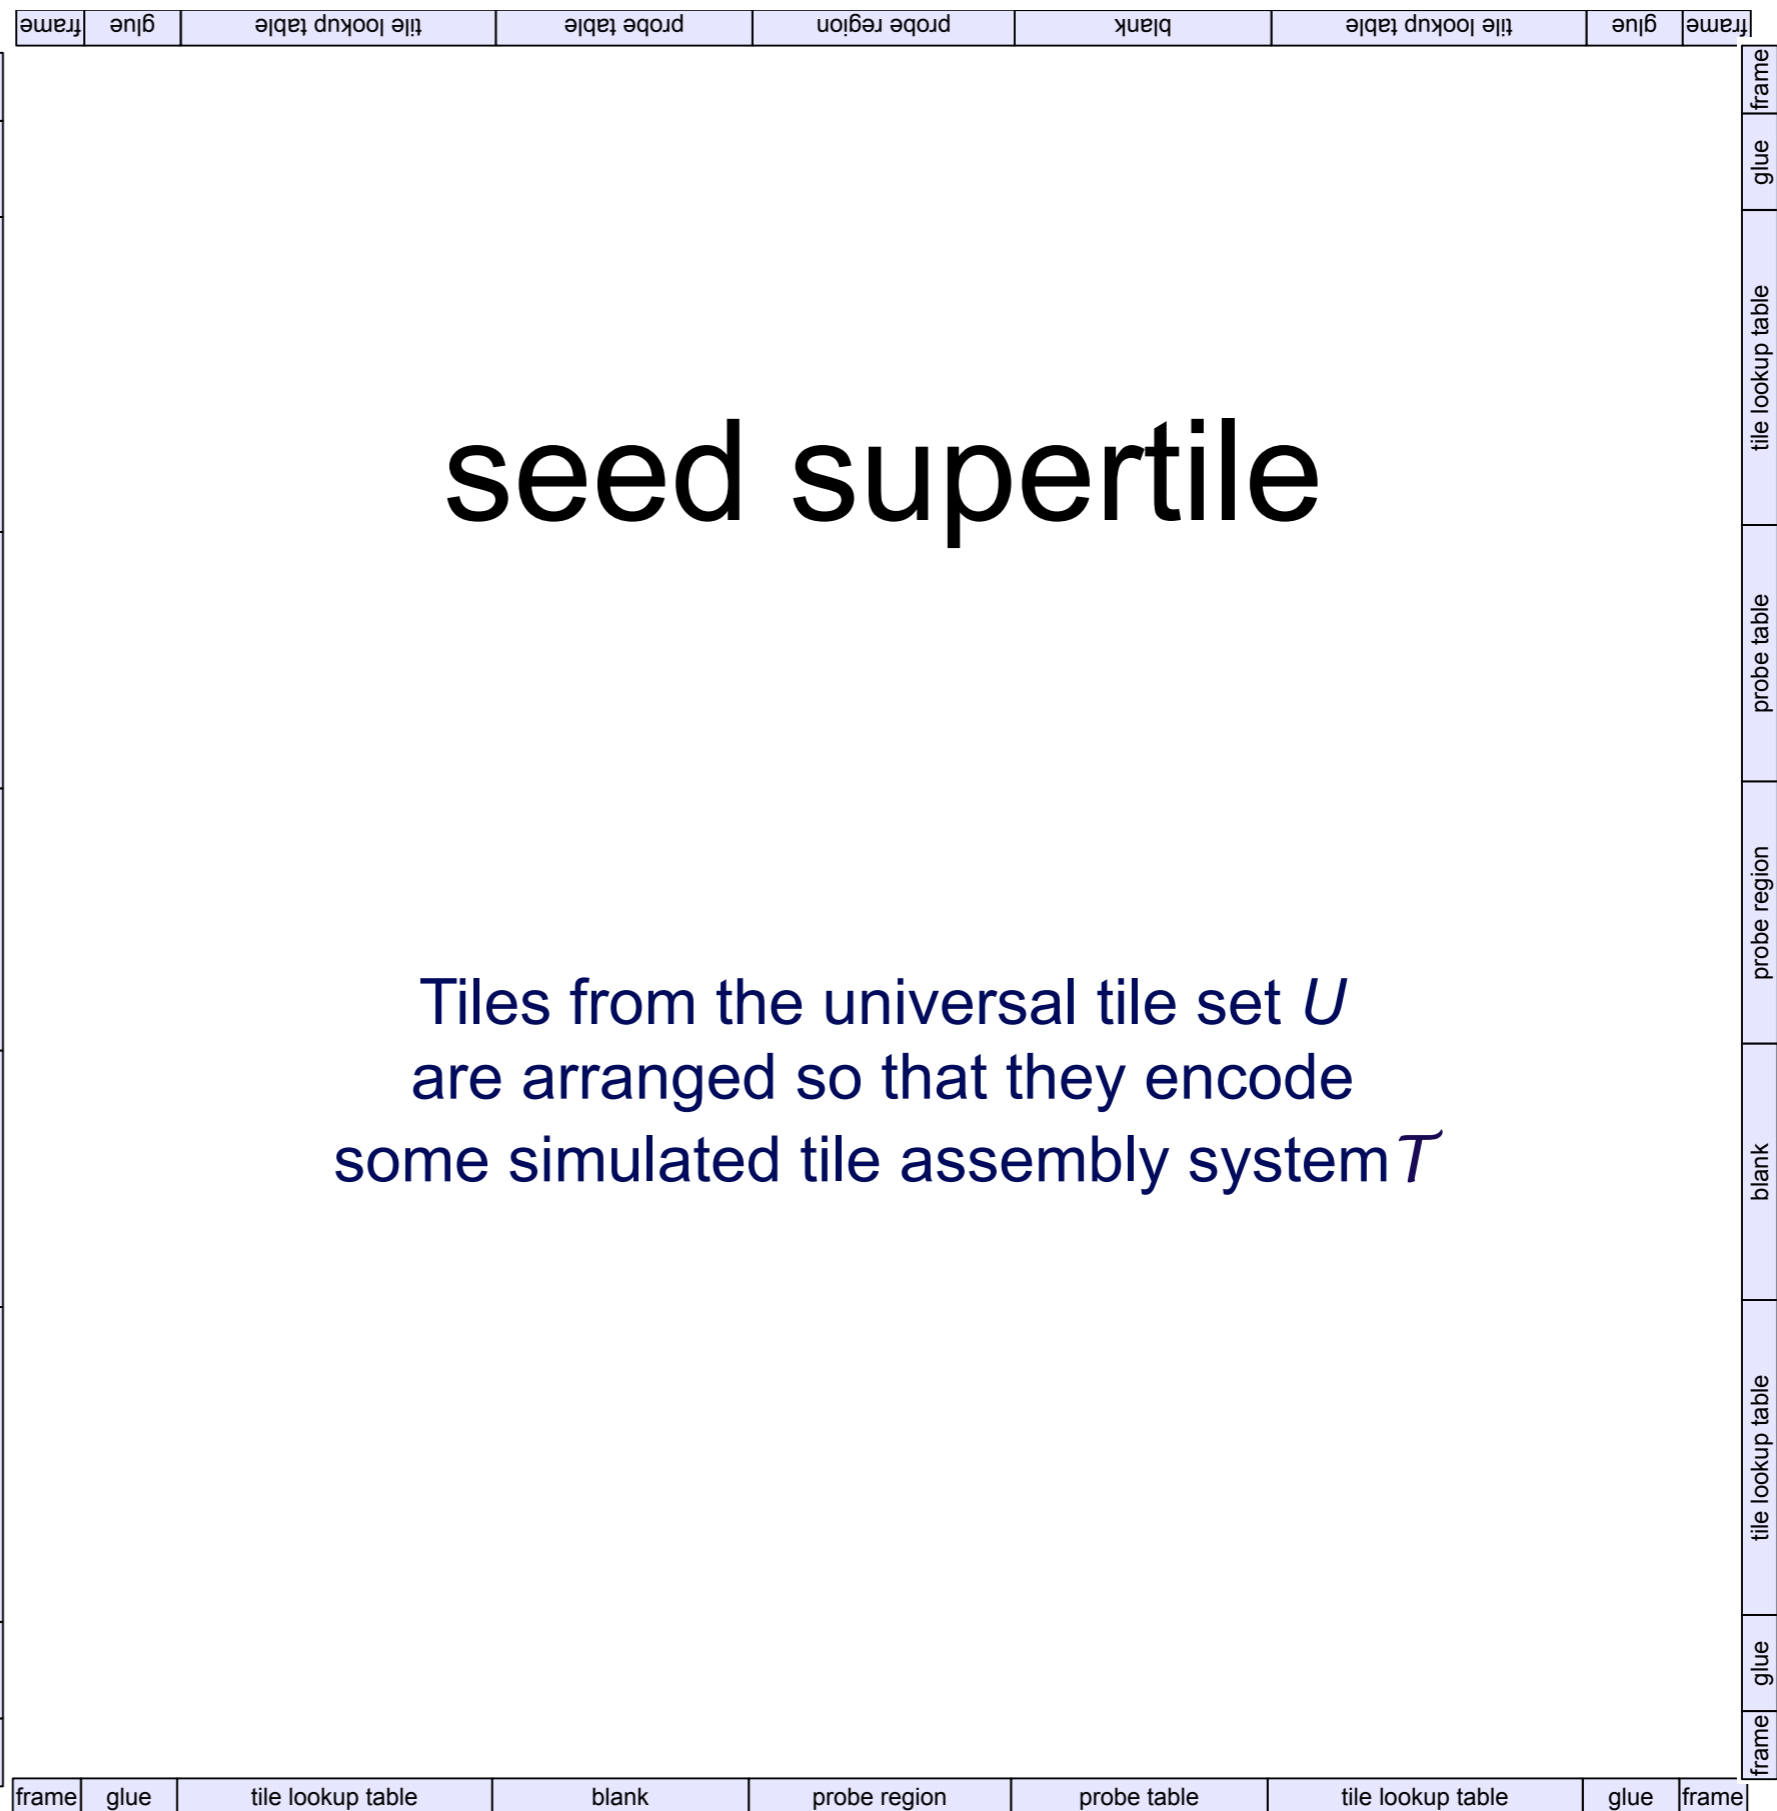 frame glue tile lookup table probe table probe region blank tile lookup table glue frame
frame
glue
tile lookup table
probe table
probe region
blank
tile lookup table
glue
frame
seed supertile
Tiles from the universal tile set U
are arranged so that they encode
some simulated tile assembly system T
frame glue tile lookup table blank probe region probe table tile lookup table glue frame